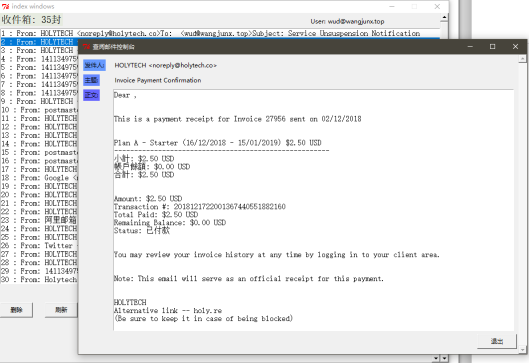 index windows
收件箱: 35封
User: wud@wangjunx.top
1 : From: HOLYTECH <noreply@holytech.co>To: <wud@wangjunx.top>Subject: Service Unsuspension Notification
2 : From: HOLYTECH
3 : From: HOLYTECH
4 : From: 1411349759
5 : From: 1411349759
6 : From: 1411349759
7 : From: 1411349759
8 : From: 1411349759
9 : From: HOLYTECH
10 : From: postmaste
11 : From: HOLYTECH
12 : From: HOLYTECH
13 : From: HOLYTECH
14 : From: HOLYTECH
15 : From: postmaste
16 : From: postmaste
17 : From: HOLYTECH
18 : From: Google
19 : From: HOLYTECH
20 : From: HOLYTECH
21 : From: HOLYTECH
22 : From: HOLYTECH
23 : From: 阿里邮箱
24 : From: HOLYTECH
25 : From: HOLYTECH
26 : From: Twitter
27 : From: HOLYTECH
28 : From: HOLYTECH
29 : From: 141134975
30 : From: Holytech
删除 刷新
查阅邮件控制台
发件人: HOLYTECH <noreply@holytech.co>
主题: Invoice Payment Confirmation
正文: Dear ,
This is a payment receipt for Invoice 27956 sent on 02/12/2018
Plan A - Starter (16/12/2018 - 15/01/2019) $2.50 USD
------------------------------------------------------
小計: $2.50 USD
帳戶餘額: $0.00 USD
合計: $2.50 USD
Amount: $2.50 USD
Transaction #: 2018121722001367440551882160
Total Paid: $2.50 USD
Remaining Balance: $0.00 USD
Status: 已付款
You may review your invoice history at any time by logging in to your client area.
Note: This email will serve as an official receipt for this payment.
HOLYTECH
Alternative link -- holy.re
(Be sure to keep it in case of being blocked)
退出